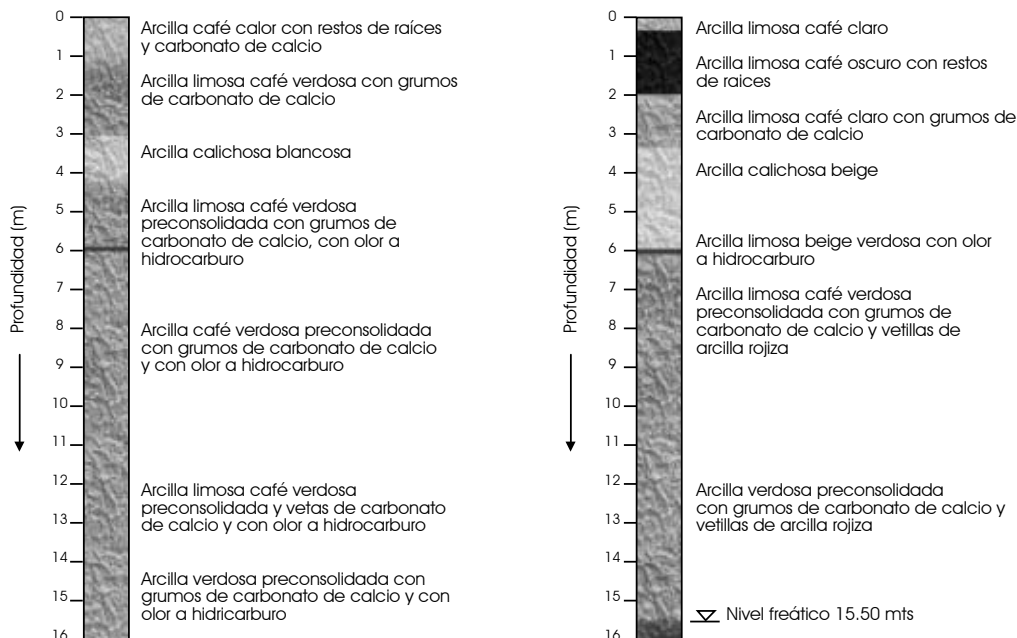 0
1
2
3
4
5
6
7
8
9
10
11
12
13
14
15
16
Profundidad (m)
Arcilla café calor con restos de raíces
y carbonato de calcio
Arcilla limosa café verdosa con grumos
de carbonato de calcio
Arcilla calichosa blancosa
Arcilla limosa café verdosa
preconsolidada con grumos de
carbonato de calcio, con olor a
hidrocarburo
Arcilla café verdosa preconsolidada
con grumos de carbonato de calcio
y con olor a hidrocarburo
Arcilla limosa café verdosa
preconsolidada y vetas de carbonato
de calcio y con olor a hidrocarburo
Arcilla verdosa preconsolidada con
grumos de carbonato de calcio y con
olor a hidricarburo
0
1
2
3
4
5
6
7
8
9
10
11
12
13
14
15
16
Profundidad (m)
Arcilla limosa café claro
Arcilla limosa café oscuro con restos
de raices
Arcilla limosa café claro con grumos de
carbonato de calcio
Arcilla calichosa beige
Arcilla limosa beige verdosa con olor
a hidrocarburo
Arcilla limosa café verdosa
preconsolidada con grumos de
carbonato de calcio y vetillas de
arcilla rojiza
Arcilla verdosa preconsolidada
con grumos de carbonato de calcio y
vetillas de arcilla rojiza
Nivel freático 15.50 mts